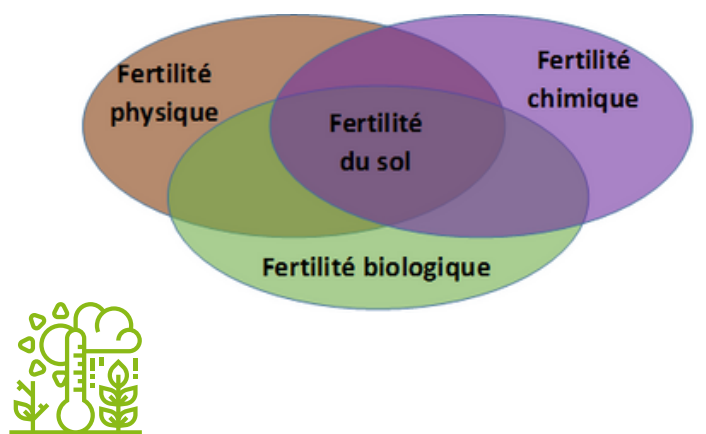 Fertilité
physique
Fertilité
chimique
Fertilité
du sol
Fertilité biologique